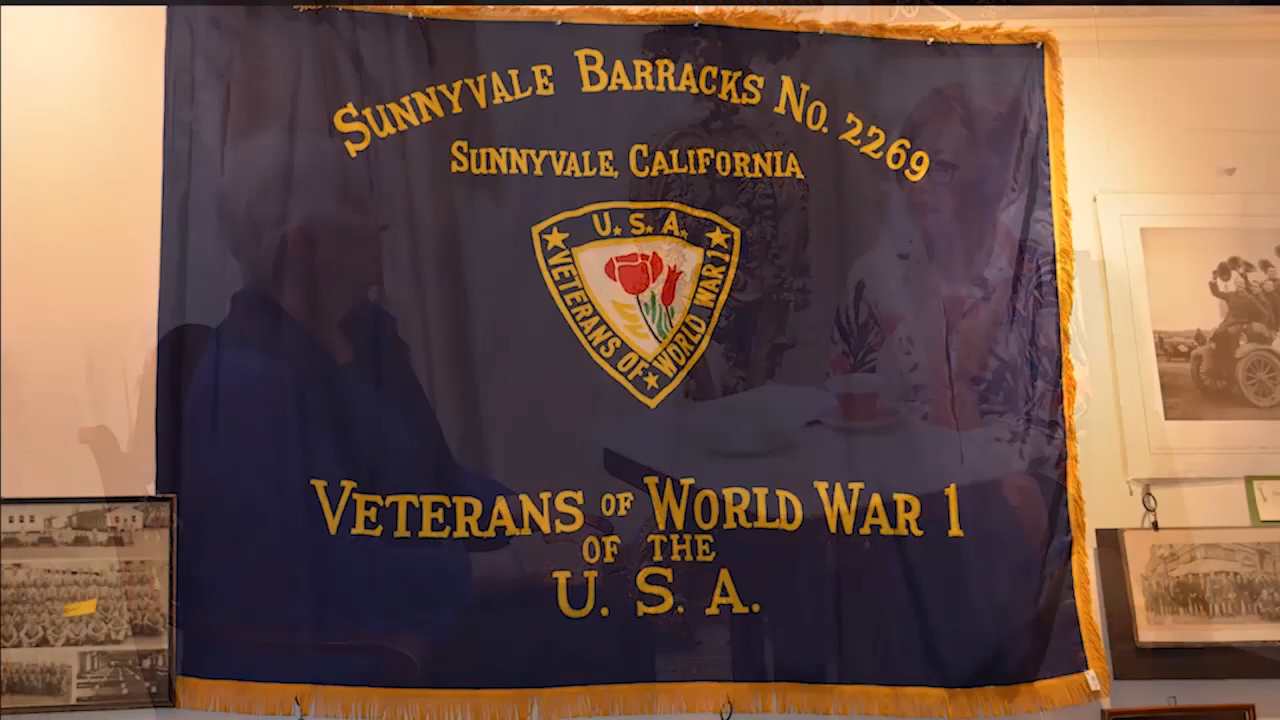 SUNNYVALE BARRACKS NO. 2269
SUNNYVALE, CALIFORNIA
U.S.A.
VETERANS OF WORLD WAR 1
VETERANS OF WORLD WAR 1
OF THE
U. S. A.